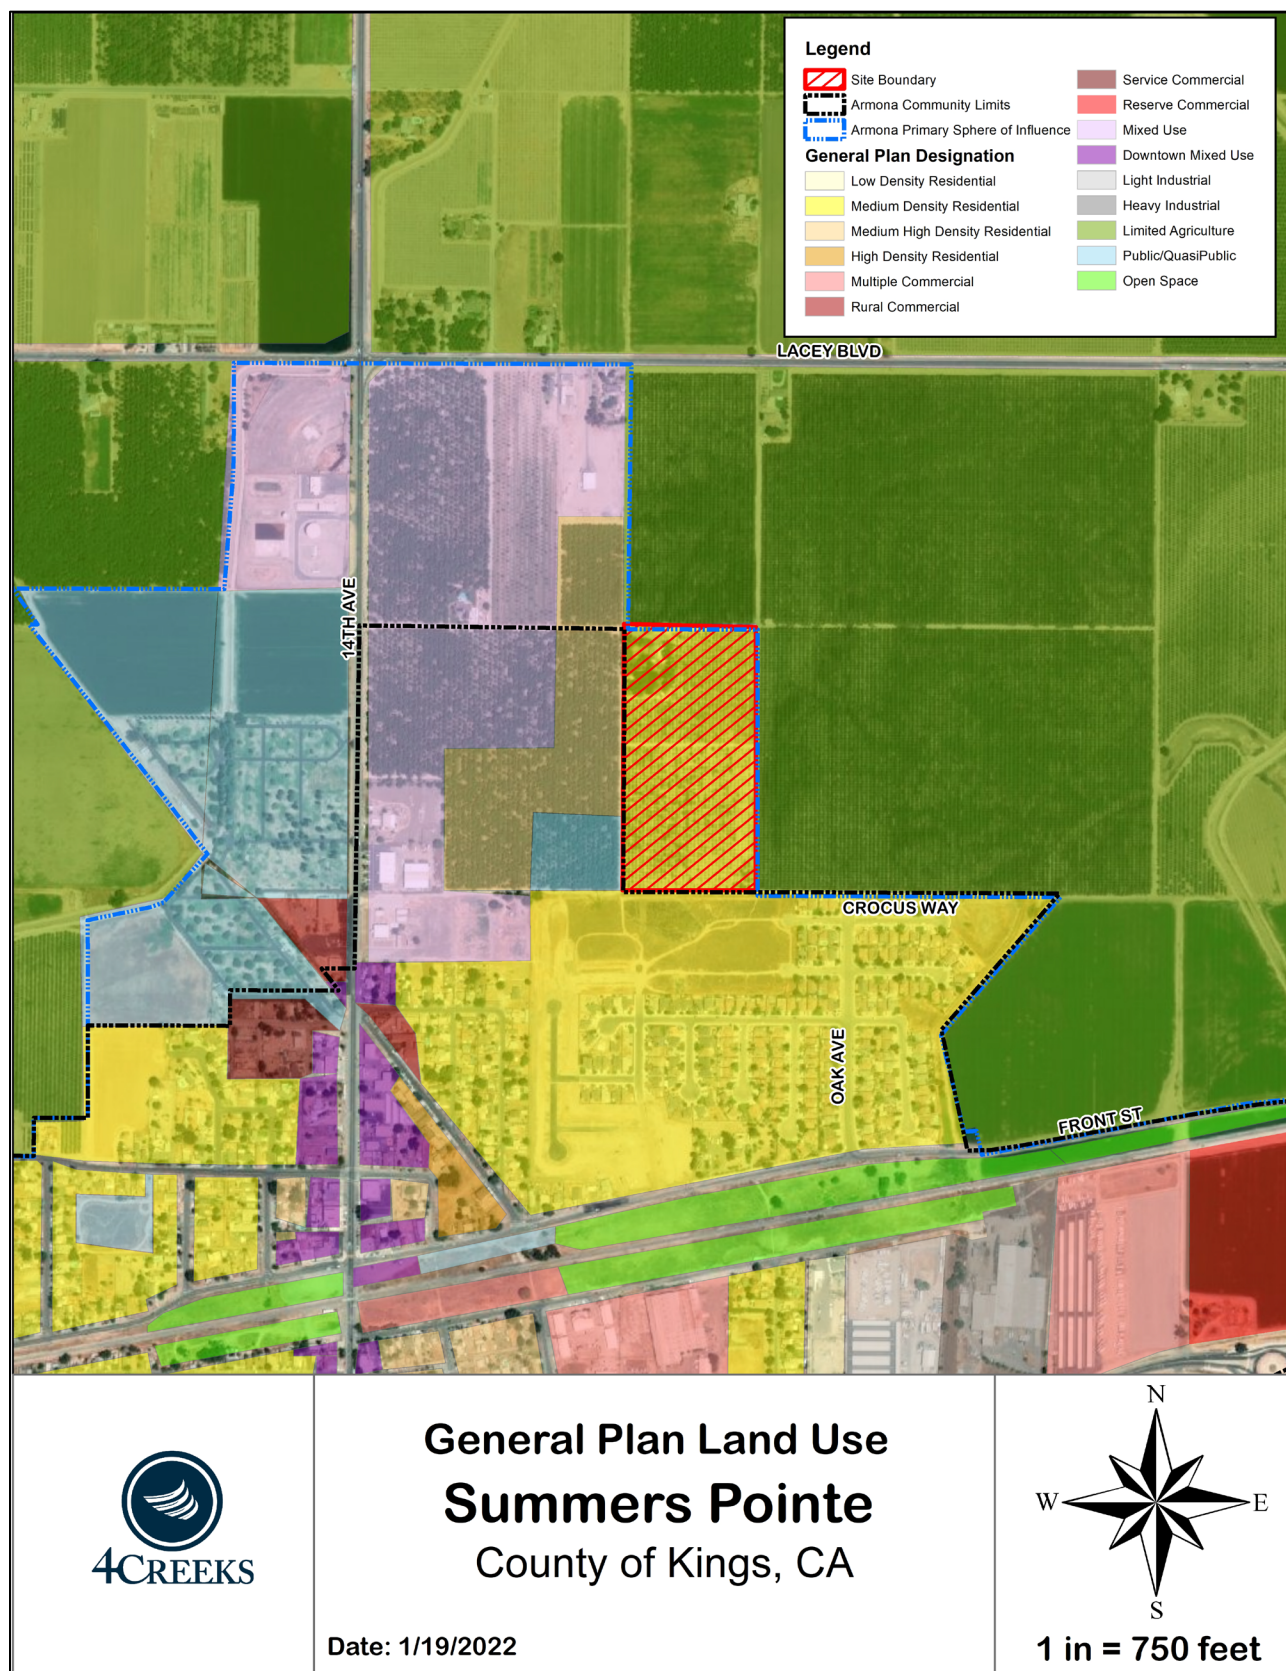 Legend
Site Boundary
Armona Community Limits
Armona Primary Sphere of Influence
General Plan Designation
Low Density Residential
Medium Density Residential
Medium High Density Residential
High Density Residential
Multiple Commercial
Rural Commercial
Service Commercial
Reserve Commercial
Mixed Use
Downtown Mixed Use
Light Industrial
Heavy Industrial
Limited Agriculture
Public/QuasiPublic
Open Space
LACEY BLVD
14TH AVE
CROCUS WAY
OAK AVE
FRONT ST
4CREEKS
General Plan Land Use
Summers Pointe
County of Kings, CA
Date: 1/19/2022
N
W
E
S
1 in = 750 feet